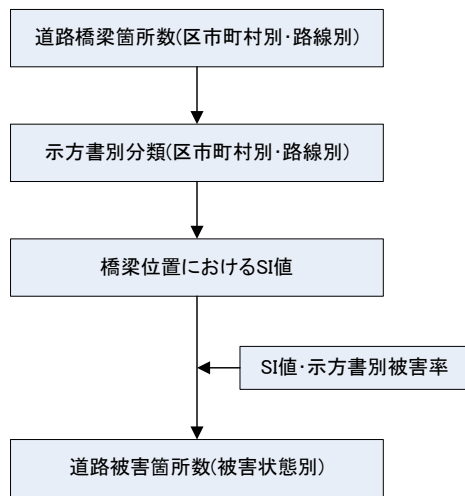 道路橋梁箇所数(区市町村別･路線別)
示方書別分類(区市町村別･路線別)
橋梁位置におけるSI値
SI値･示方書別被害率
道路被害箇所数(被害状態別)